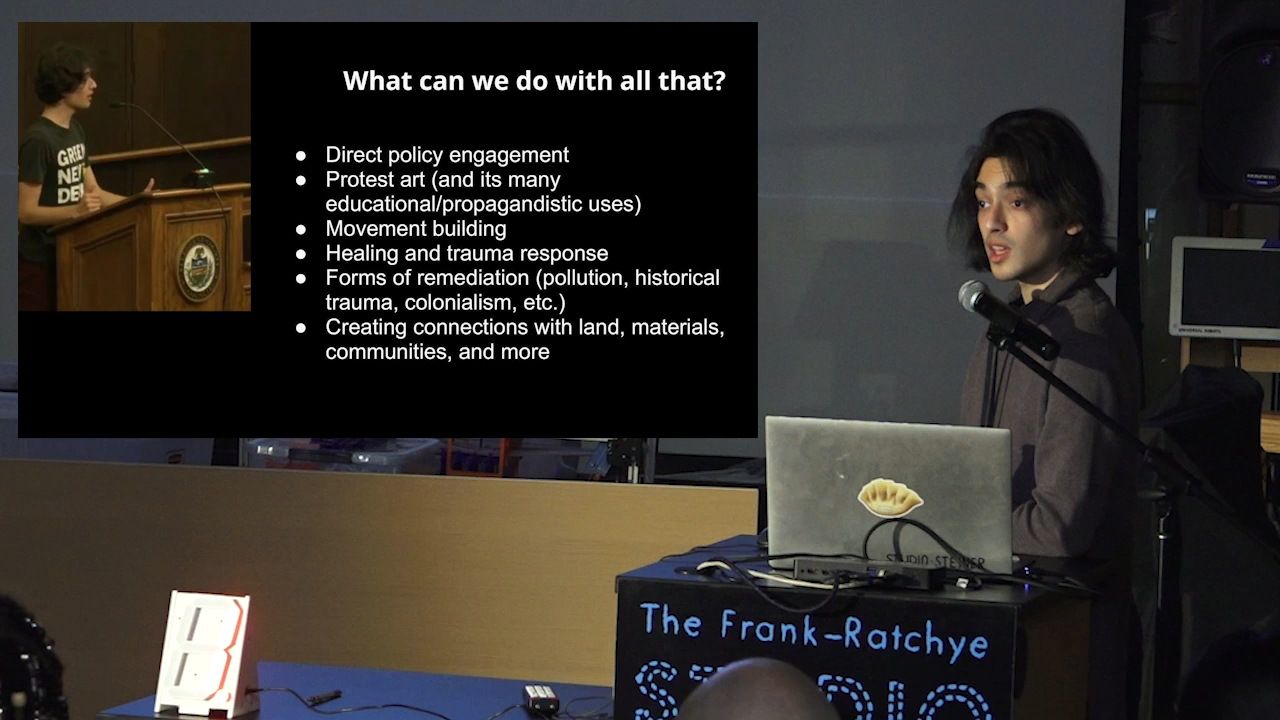 What can we do with all that?
● Direct policy engagement
● Protest art (and its many
educational/propagandistic uses)
● Movement building
● Healing and trauma response
● Forms of remediation (pollution, historical
trauma, colonialism, etc.)
● Creating connections with land, materials,
communities, and more
GREEN
NEW
DEAL
UNIVERSAL ROBOTS
STUDIO STEINER
The Frank-Ratchye
STUDIO